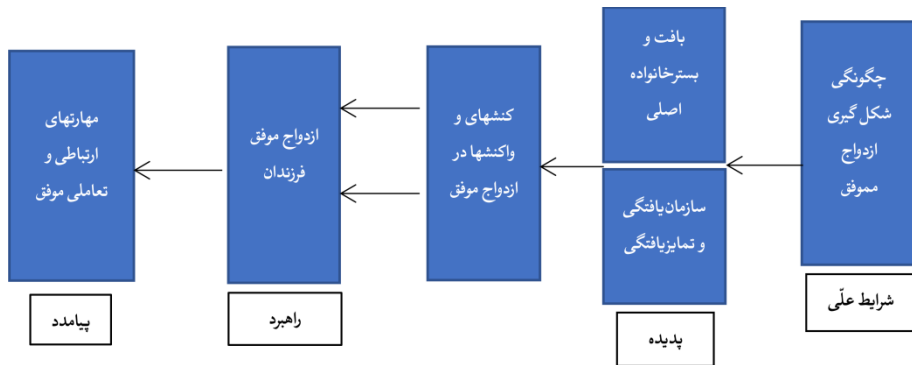 چگونگی
شکل گیری
ازدواج
مموفق
شرایط علّی
بافت و
بسترخانواده
اصلی
سازمان‌یافتگی
و تمایزیافتگی
پدیده
کنشهای و
واکنشها در
ازدواج موفق
ازدواج موفق
فرزندان
راهبرد
مهارتهای
ارتباطی و
تعاملی موفق
پیامدد